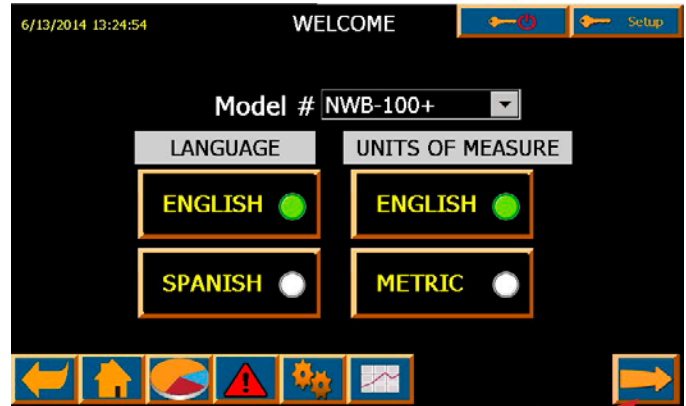 6/13/2014 13:24:54 WELCOME Setup
Model # NWB-100+
LANGUAGE UNITS OF MEASURE
ENGLISH ENGLISH
SPANISH METRIC